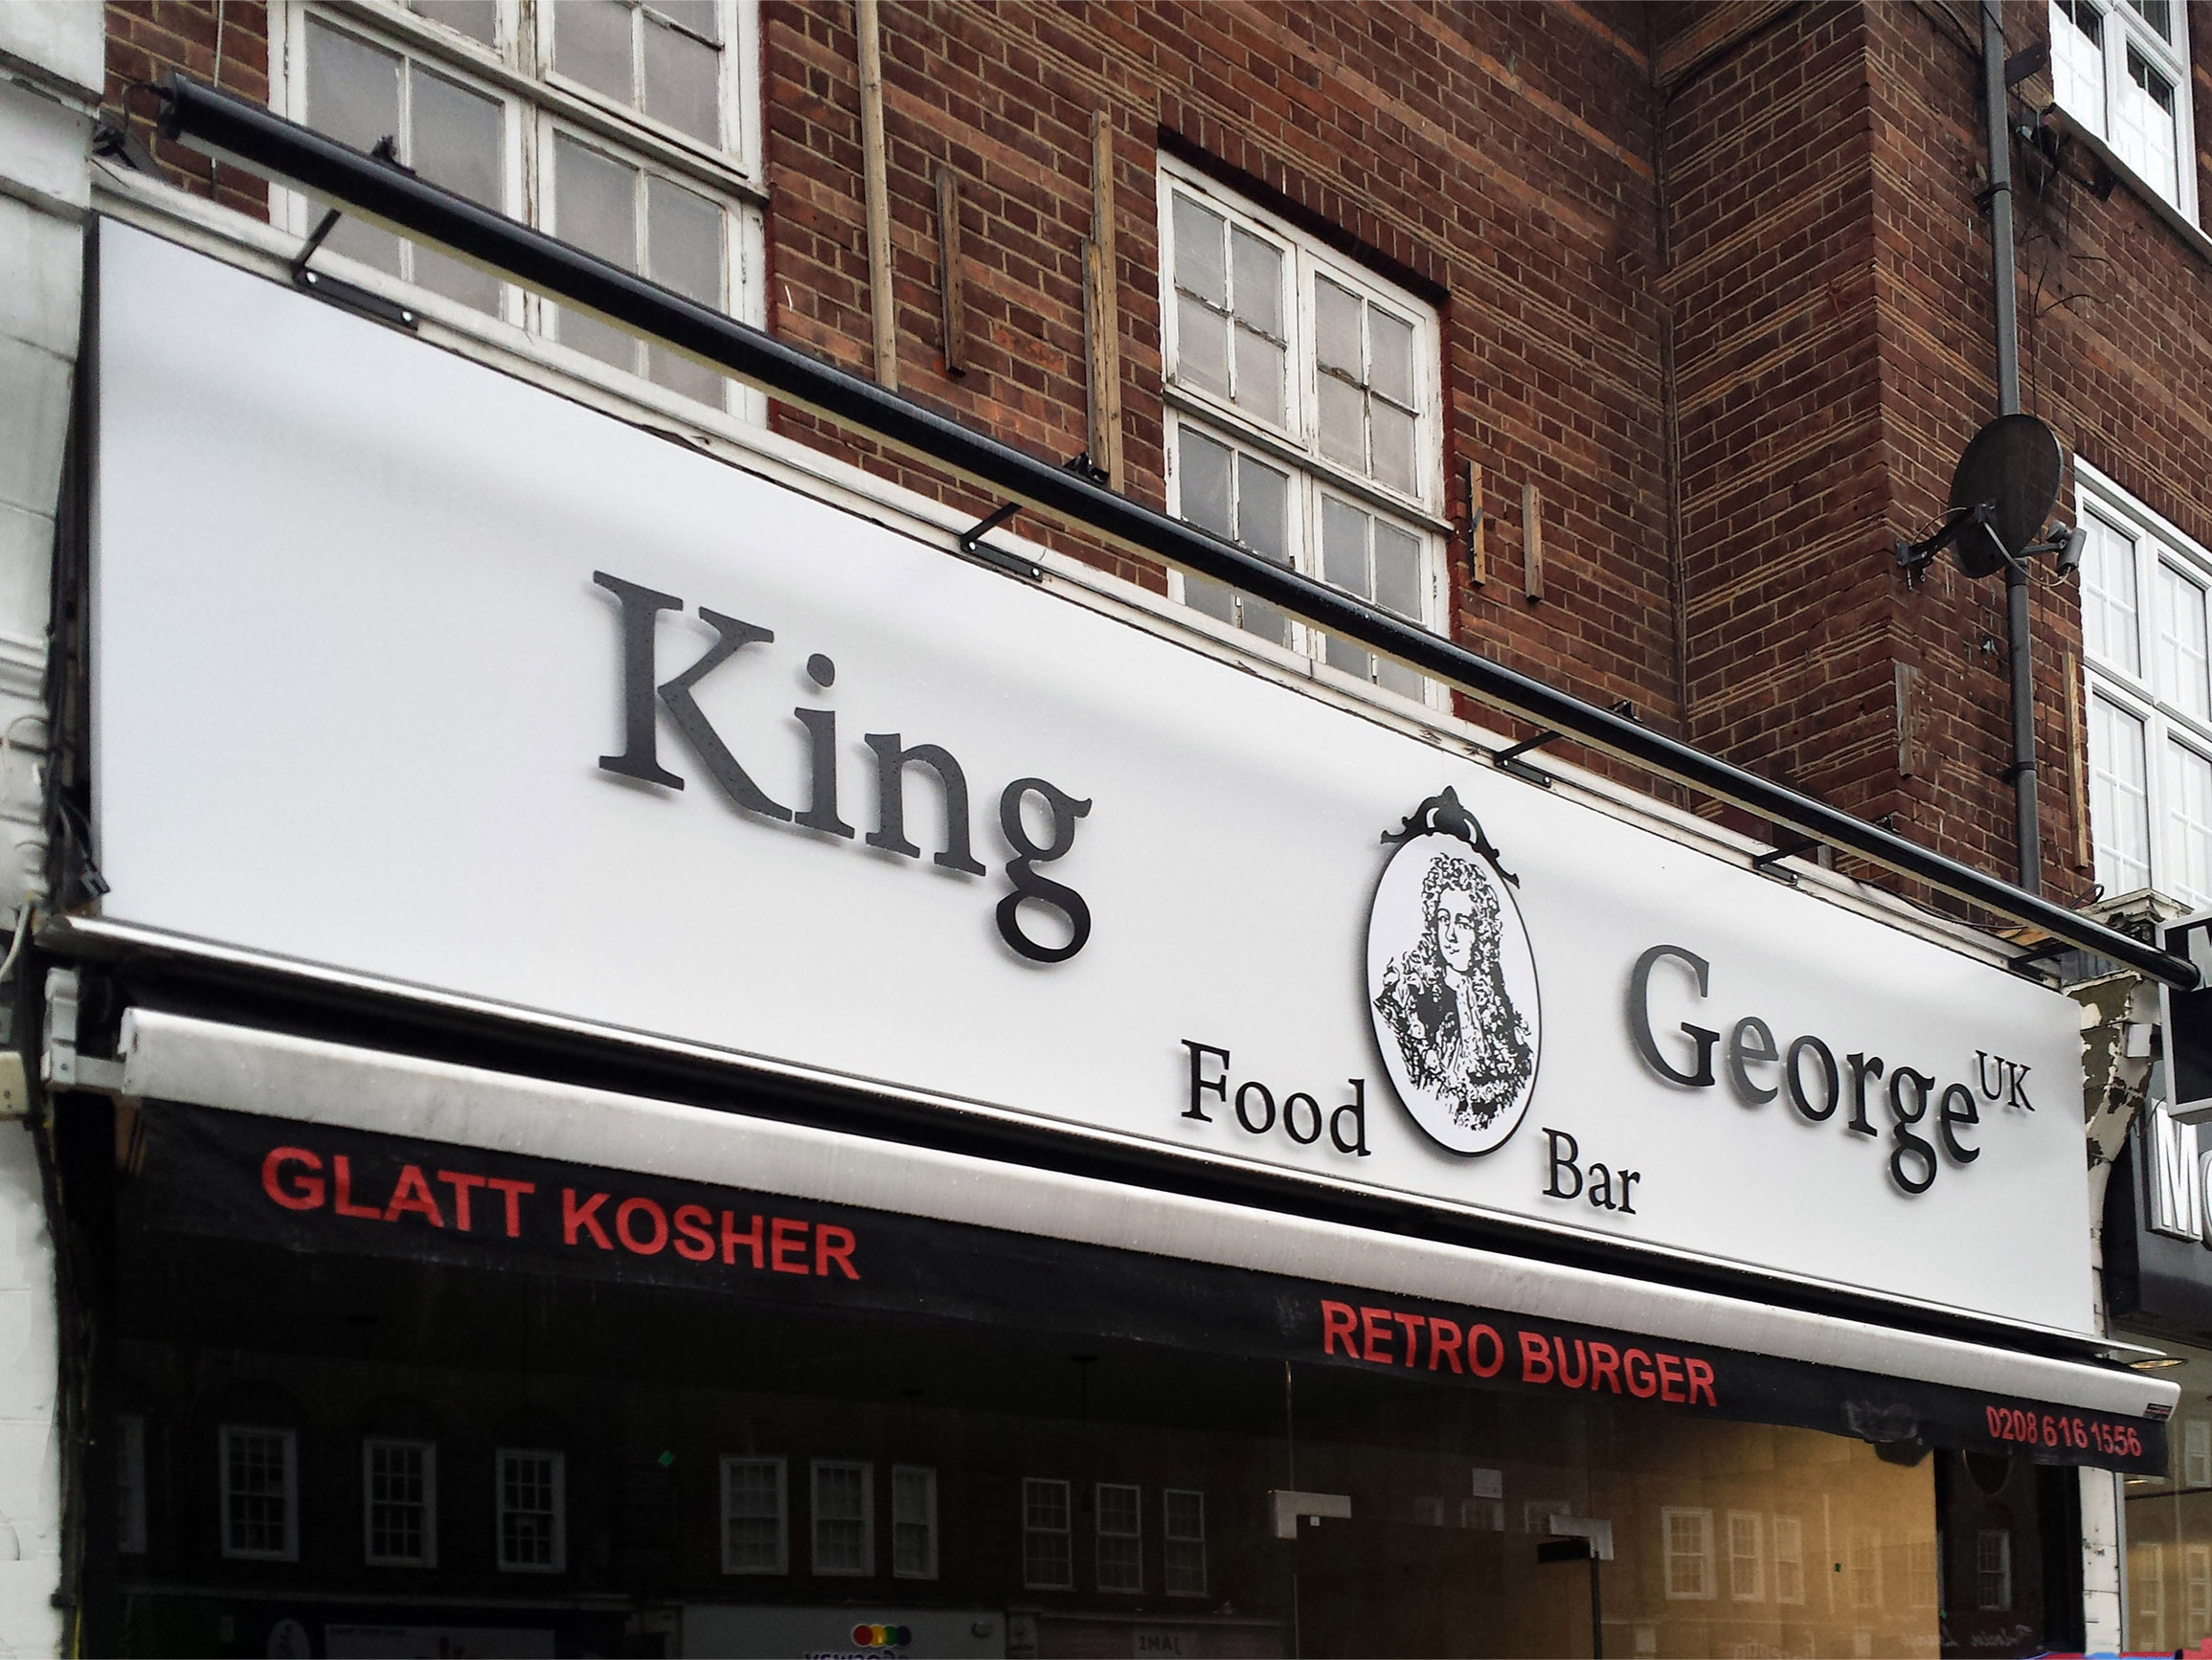 King George UK
Food Bar
GLATT KOSHER
RETRO BURGER
0208 616 1556